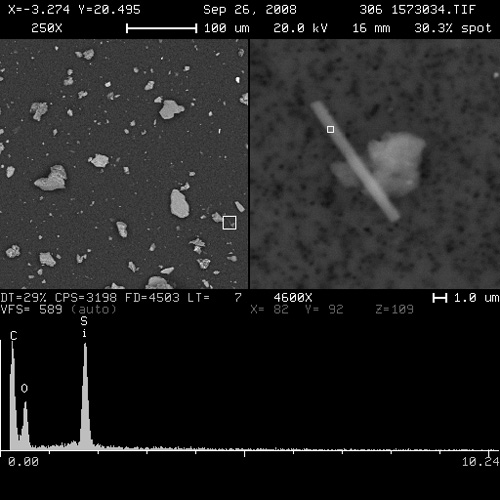 X=-3.274 Y=20.495 Sep 26, 2008 306 1573034.TIF
250X 100 um 20.0 kV 16 mm 30.3% spot
DT=29% CPS=3198 FD=4503 LT= 7 4600X 1.0 um
VFS= 589 (auto) X= 82 Y= 92 Z=109
Si
C
O
0.00 10.24